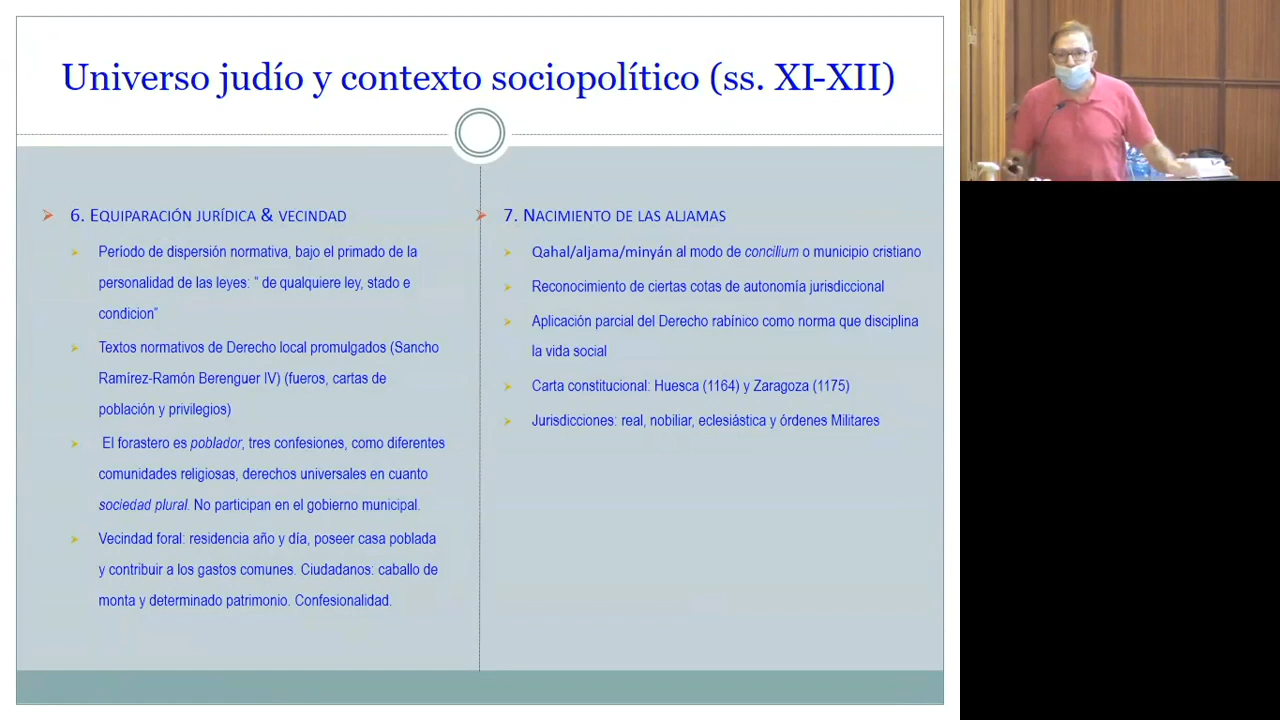 Universo judío y contexto sociopolítico (ss. XI-XII)
6. EQUIPARACIÓN JURÍDICA & VECINDAD
Período de dispersión normativa, bajo el primado de la
personalidad de las leyes: “ de qualquiere ley, stado e
condicion”
Textos normativos de Derecho local promulgados (Sancho
Ramírez-Ramón Berenguer IV) (fueros, cartas de
población y privilegios)
El forastero es poblador, tres confesiones, como diferentes
comunidades religiosas, derechos universales en cuanto
sociedad plural. No participan en el gobierno municipal.
Vecindad foral: residencia año y día, poseer casa poblada
y contribuir a los gastos comunes. Ciudadanos: caballo de
monta y determinado patrimonio. Confesionalidad.
7. NACIMIENTO DE LAS ALJAMAS
Qahal/aljama/minyán al modo de concilium o municipio cristiano
Reconocimiento de ciertas cotas de autonomía jurisdiccional
Aplicación parcial del Derecho rabínico como norma que disciplina
la vida social
Carta constitucional: Huesca (1164) y Zaragoza (1175)
Jurisdicciones: real, nobiliar, eclesiástica y órdenes Militares